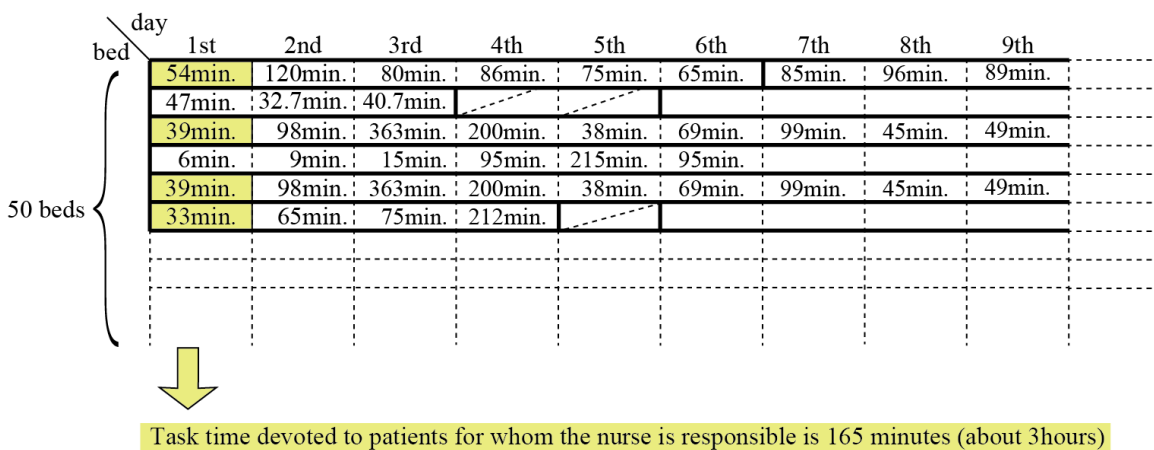 day
bed 1st 2nd 3rd 4th 5th 6th 7th 8th 9th
54min. 120min. 80min. 86min. 75min. 65min. 85min. 96min. 89min.
47min. 32.7min. 40.7min.
39min. 98min. 363min. 200min. 38min. 69min. 99min. 45min. 49min.
6min. 9min. 15min. 95min. 215min. 95min.
39min. 98min. 363min. 200min. 38min. 69min. 99min. 45min. 49min.
50 beds
33min. 65min. 75min. 212min.
Task time devoted to patients for whom the nurse is responsible is 165 minutes (about 3hours)